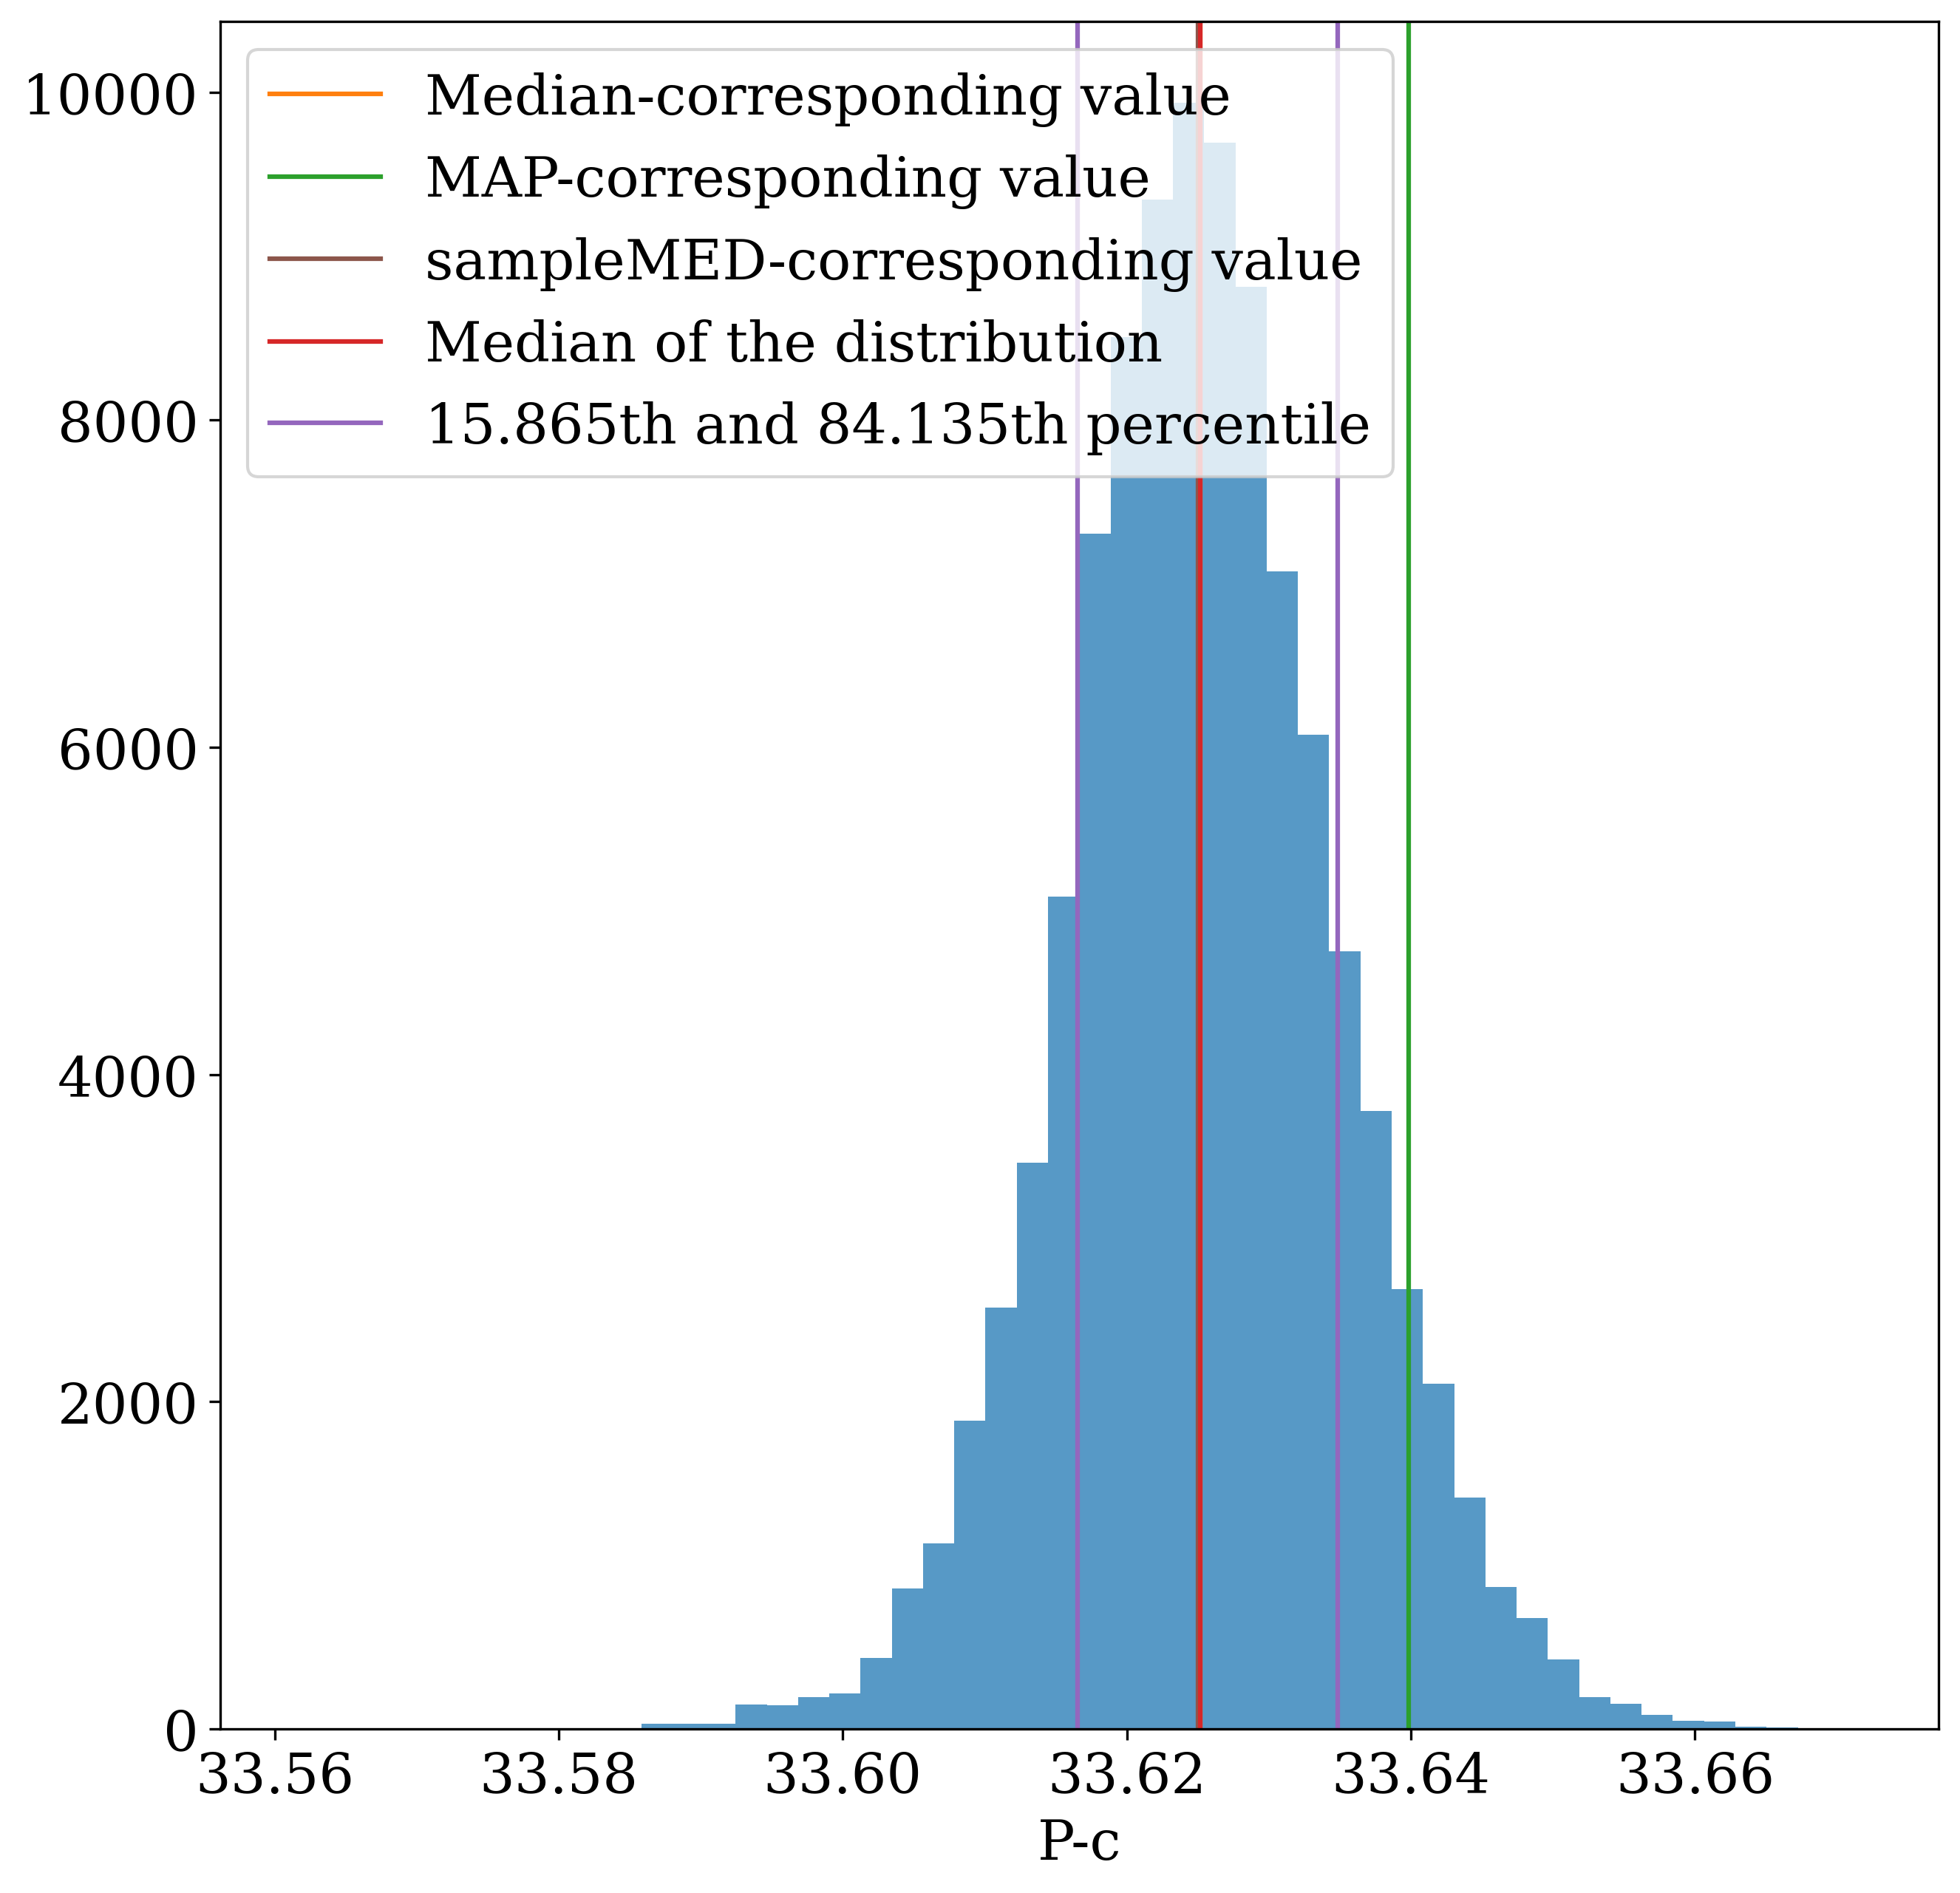 10000
8000
6000
4000
2000
0
Median-corresponding value
MAP-corresponding value
sampleMED-corresponding value
Median of the distribution
15.865th and 84.135th percentile
33.56 33.58 33.60 33.62 33.64 33.66
P-c